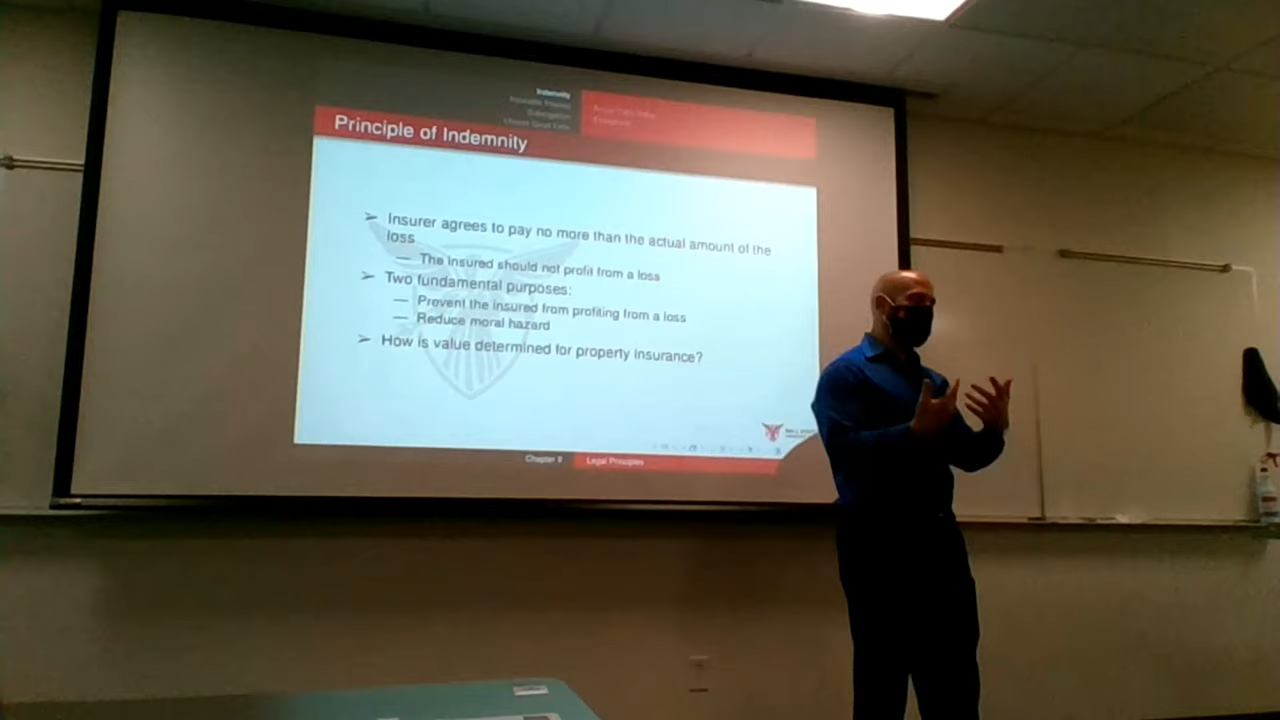 Indemnity
Insurable Interest
Subrogation
Utmost Good Faith
Principle of Indemnity
➢ Insurer agrees to pay no more than the actual amount of the
loss
— The insured should not profit from a loss
➢ Two fundamental purposes:
— Prevent the insured from profiting from a loss
— Reduce moral hazard
➢ How is value determined for property insurance?
Chapter 9 Legal Principles